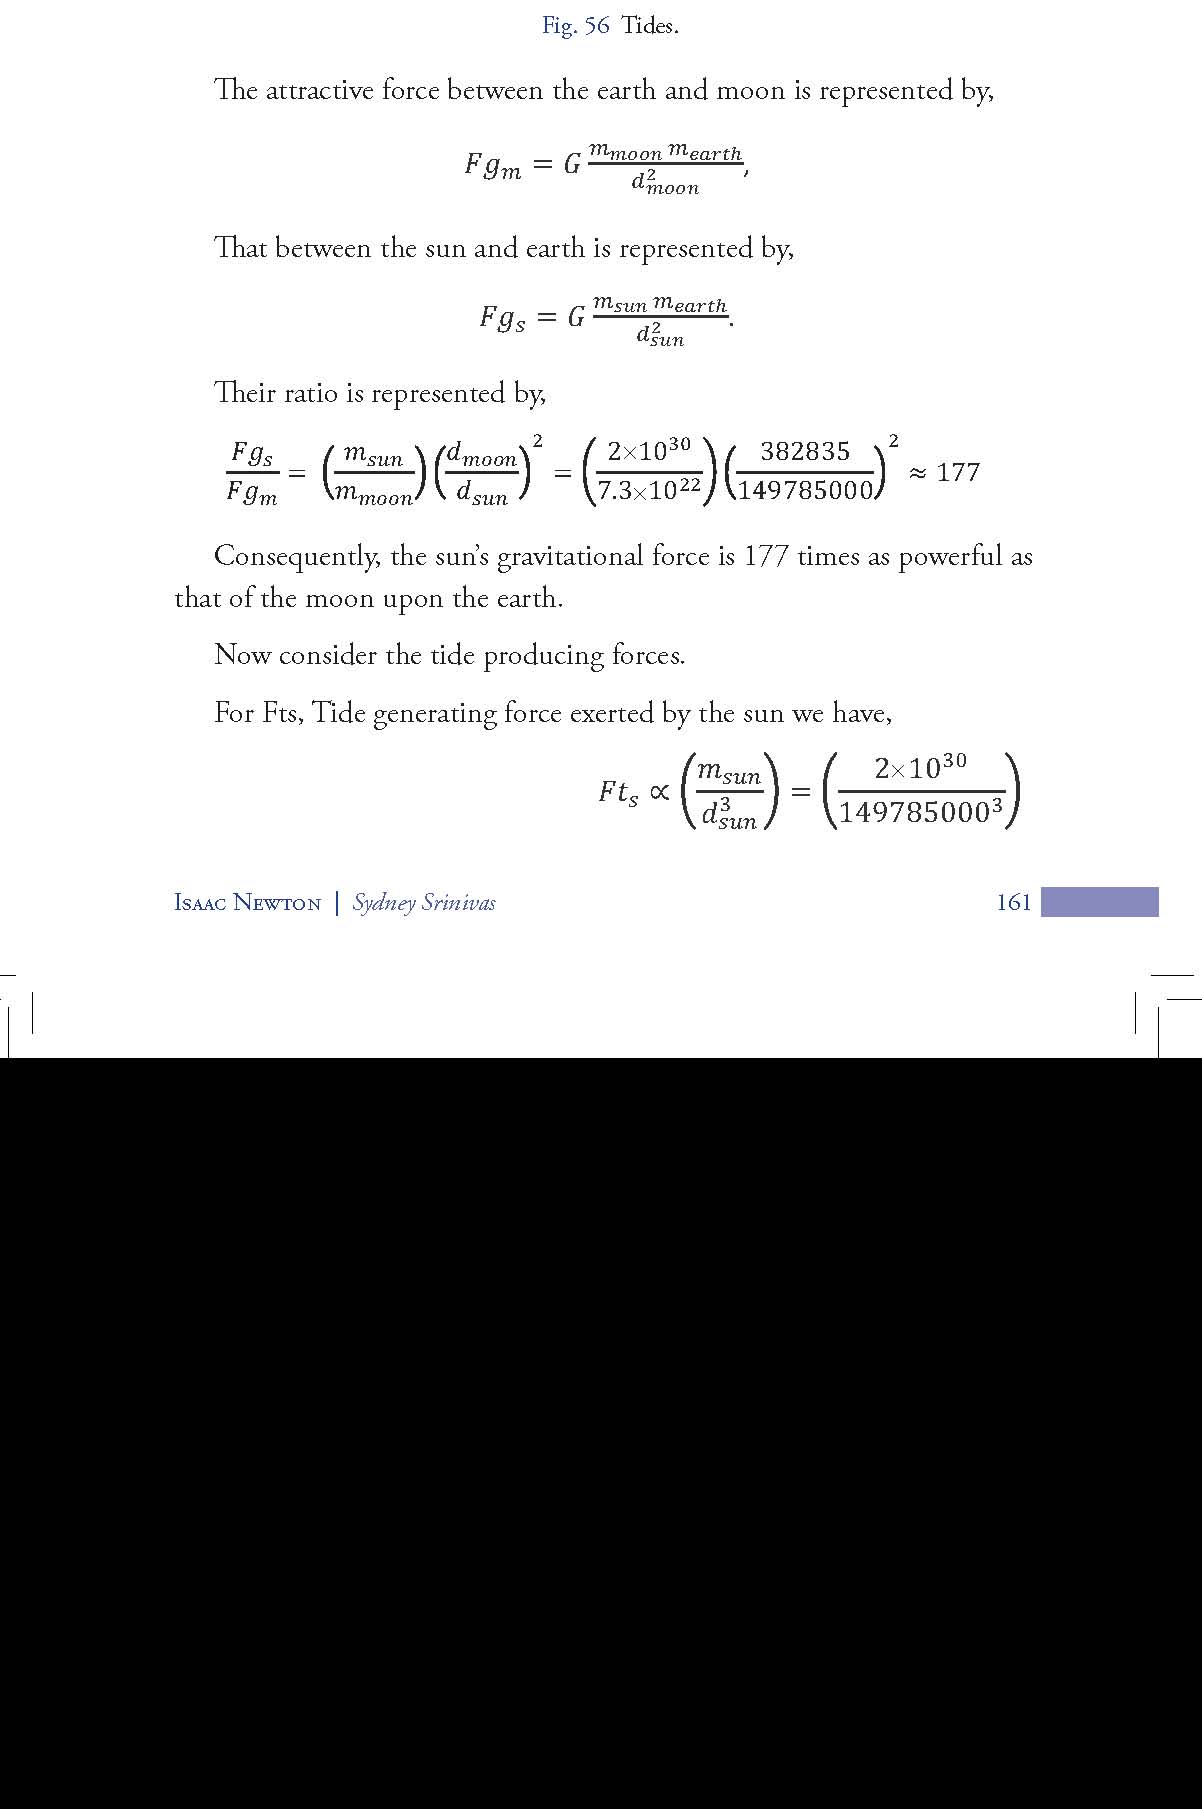 Fig. 56 Tides.
The attractive force between the earth and moon is represented by,
Fg_m = G \frac{m_{moon} m_{earth}}{d_{moon}^2},
That between the sun and earth is represented by,
Fg_s = G \frac{m_{sun} m_{earth}}{d_{sun}^2}.
Their ratio is represented by,
\frac{Fg_s}{Fg_m} = \left(\frac{m_{sun}}{m_{moon}}\right)\left(\frac{d_{moon}}{d_{sun}}\right)^2 = \left(\frac{2×10^{30}}{7.3×10^{22}}\right)\left(\frac{382835}{149785000}\right)^2 ≈ 177
Consequently, the sun's gravitational force is 177 times as powerful as
that of the moon upon the earth.
Now consider the tide producing forces.
For Fts, Tide generating force exerted by the sun we have,
Ft_s ∝ \left(\frac{m_{sun}}{d_{sun}^3}\right) = \left(\frac{2×10^{30}}{149785000^3}\right)
Isaac Newton | Sydney Srinivas 161